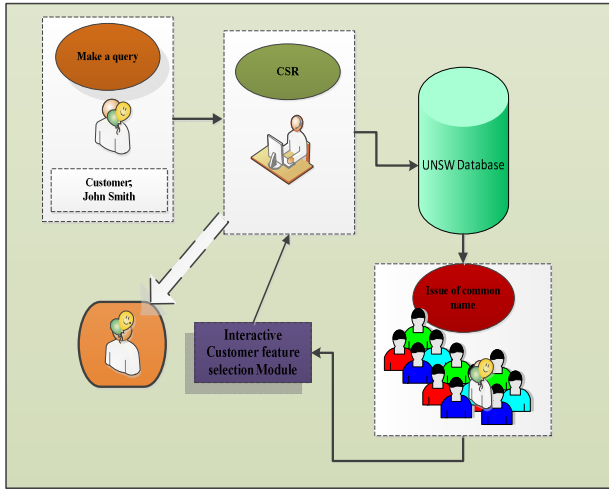 Make a query
Customer;
John Smith
CSR
UNSW Database
Issue of common
name
Interactive
Customer feature
selection Module